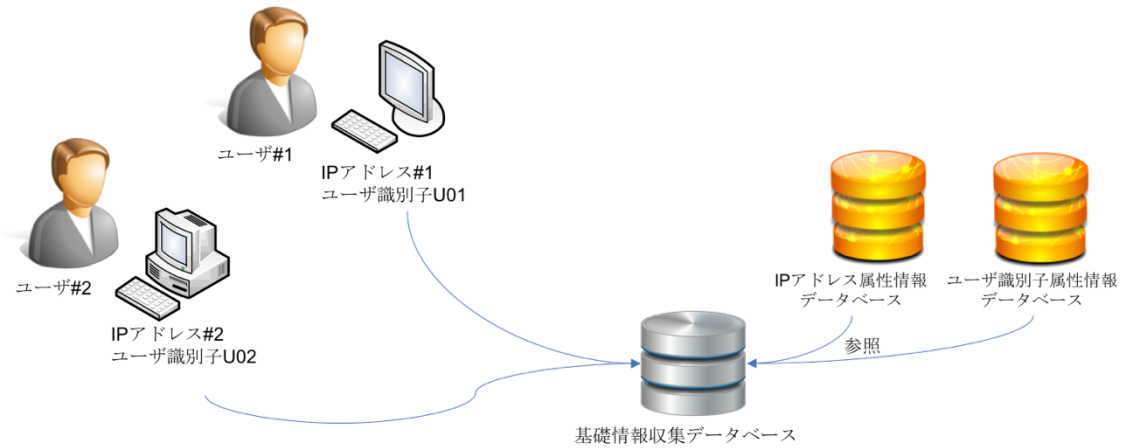 ユーザ#1
IPアドレス#1
ユーザ識別子U01
ユーザ#2
IPアドレス#2
ユーザ識別子U02
IPアドレス属性情報
データベース
ユーザ識別子属性情報
データベース
参照
基礎情報収集データベース